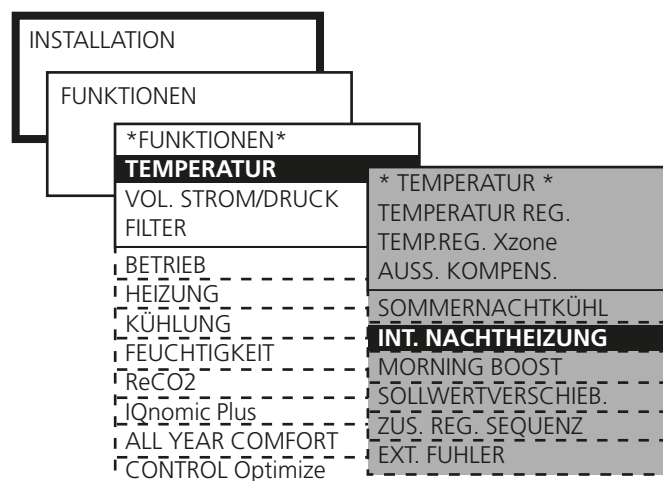 INSTALLATION
FUNKTIONEN
*FUNKTIONEN*
TEMPERATUR
VOL. STROM/DRUCK
FILTER
BETRIEB
HEIZUNG
KÜHLUNG
FEUCHTIGKEIT
ReCO2
IQnomic Plus
ALL YEAR COMFORT
CONTROL Optimize
* TEMPERATUR *
TEMPERATUR REG.
TEMP.REG. Xzone
AUSS. KOMPENS.
SOMMERNACHTKÜHL
INT. NACHTHEIZUNG
MORNING BOOST
SOLLWERTVERSCHIEB.
ZUS. REG. SEQUENZ
EXT. FUHLER